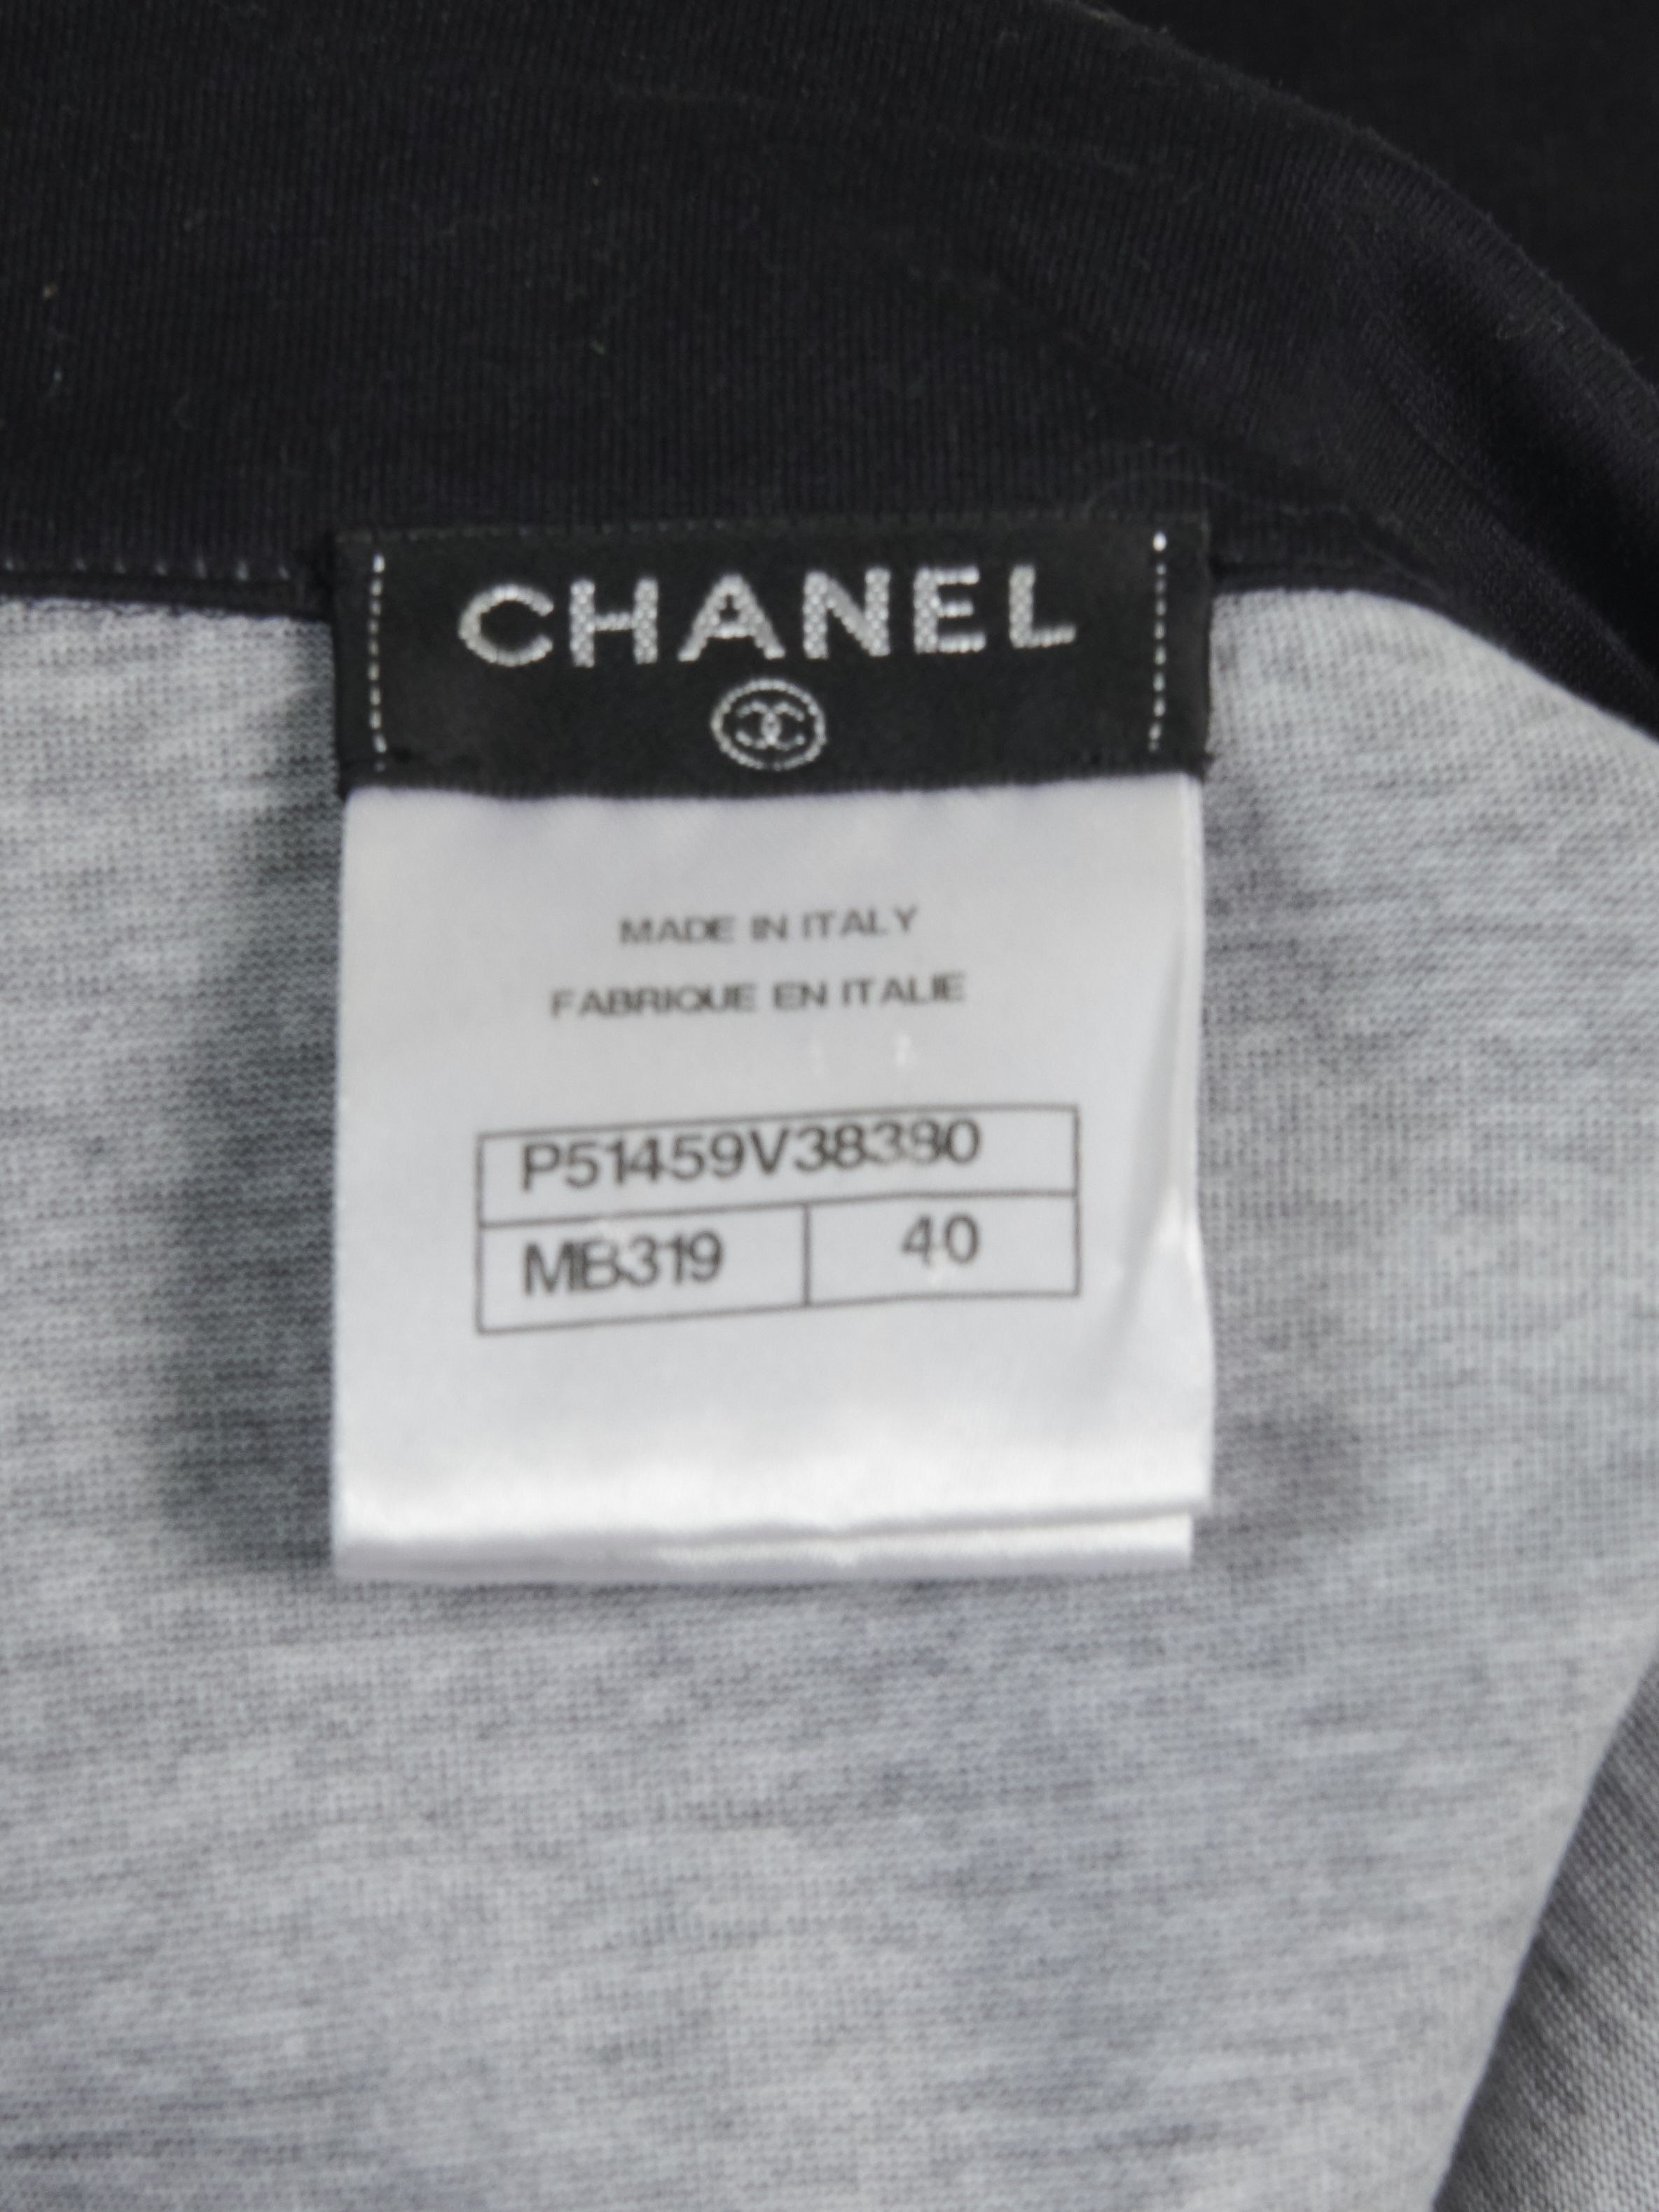 CHANEL
MADE IN ITALY
FABRIQUE EN ITALIE
P51459V38380
MB319 40